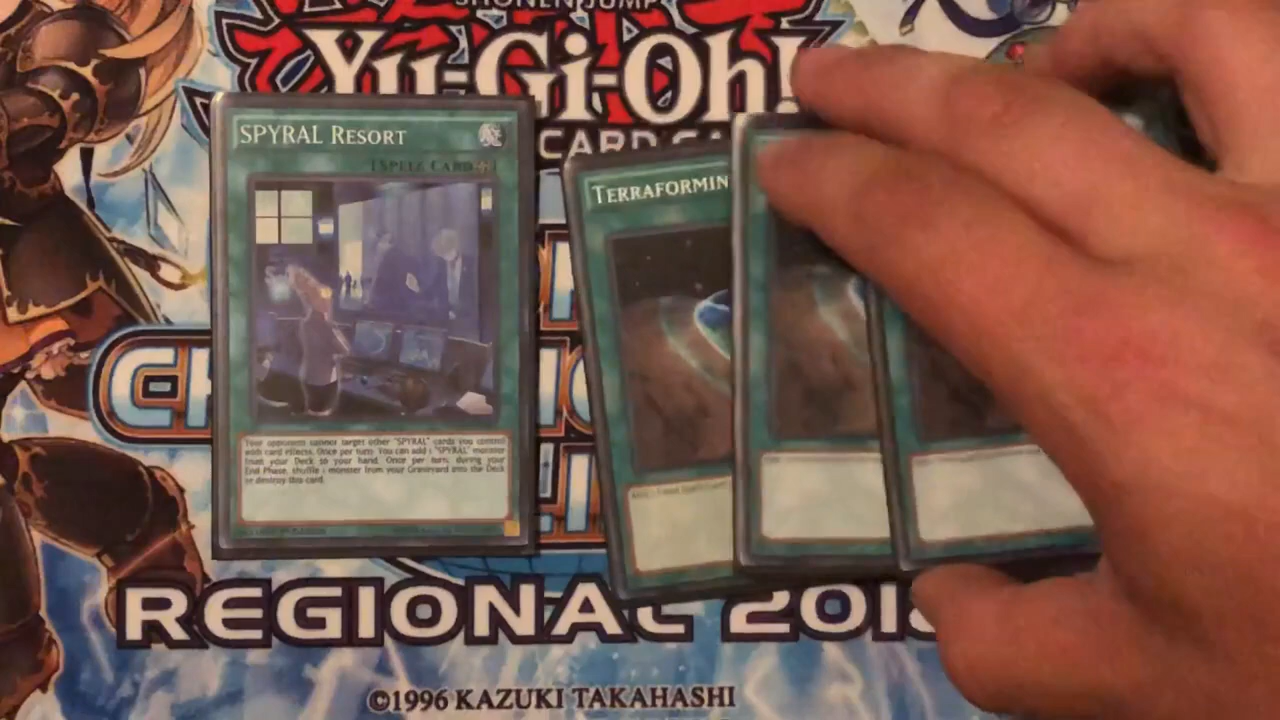 SHONEN JUMP
Yu-Gi-Oh!
CARD
SPYRAL RESORT
[SPELL CARD
Your opponent cannot target other "SPYRAL" cards you control
with card effects. Once per turn: You can add 1 "SPYRAL" monster
from your Deck to your hand. Once per turn, during your
End Phase, shuffle 1 monster from your Graveyard into the Deck
or destroy this card.
TERRAFORMIN
REGIONAL 201
©1996 KAZUKI TAKAHASHI